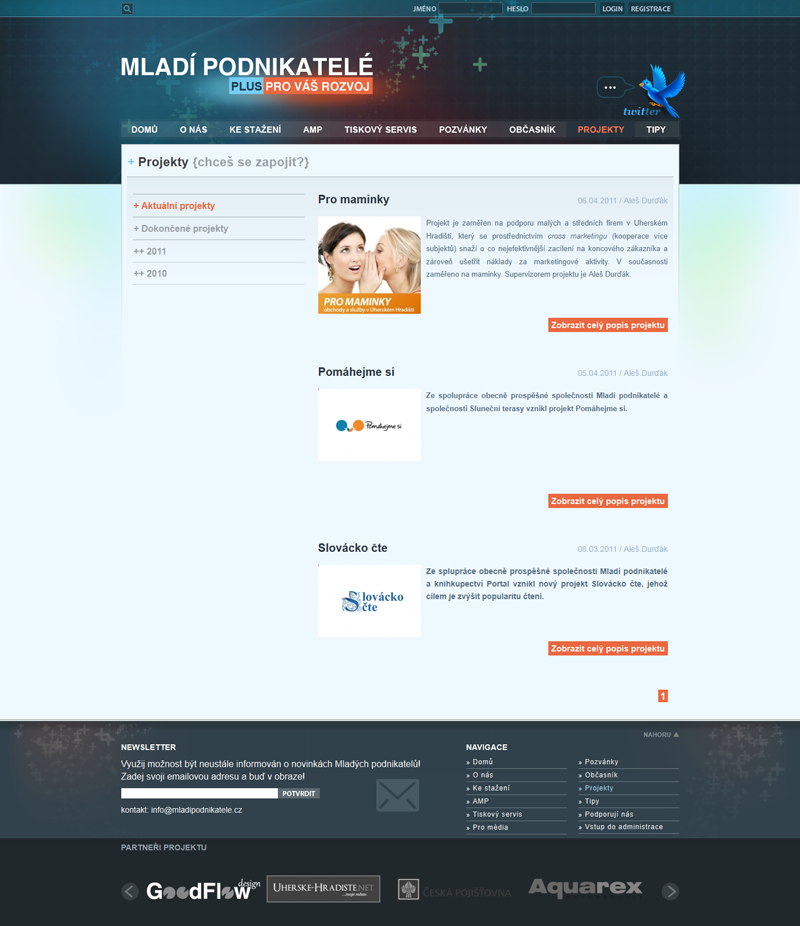 JMÉNO HESLO LOGIN REGISTRACE
MLADÍ PODNIKATELÉ
PLUS PRO VÁŠ ROZVOJ
twitter
DOMŮ O NÁS KE STAŽENÍ AMP TISKOVÝ SERVIS POZVÁNKY OBČASNÍK PROJEKTY TIPY
+ Projekty {chceš se zapojit?}
+ Aktuální projekty
+ Dokončené projekty
++ 2011
++ 2010
Pro maminky 06.04.2011 / Aleš Durďák
PRO MAMINKY
obchody a služby v Uherském Hradišti
Projekt je zaměřen na podporu malých a středních firem v Uherském
Hradišti, který se prostřednictvím cross marketingu (kooperace více
subjektů) snaží o co nejefektivnější zacílení na koncového zákazníka a
zároveň ušetřit náklady za marketingové aktivity. V současnosti
zaměřeno na maminky. Supervizorem projektu je Aleš Durďák.
Zobrazit celý popis projektu
Pomáhejme si 05.04.2011 / Aleš Durďák
Pomáhejme si
Ze spolupráce obecně prospěšné společnosti Mladí podnikatelé a
společnosti Sluneční terasy vznikl projekt Pomáhejme si.
Zobrazit celý popis projektu
Slovácko čte 08.03.2011 / Aleš Durďák
Slovácko
čte
Ze splupráce obecně prospěšné společnosti Mladí podnikatelé
a knihkupectví Portal vznikl nový projekt Slovácko čte, jehož
cílem je zvýšit popularitu čtení.
Zobrazit celý popis projektu
1
NAHORU
NEWSLETTER
Využij možnost být neustále informován o novinkách Mladých podnikatelů!
Zadej svoji emailovou adresu a buď v obraze!
POTVRDIT
kontakt: info@mladipodnikatele.cz
NAVIGACE
» Domů
» O nás
» Ke stažení
» AMP
» Tiskový servis
» Pro média
» Pozvánky
» Občasník
» Projekty
» Tipy
» Podporují nás
» Vstup do administrace
PARTNEŘI PROJEKTU
GoodFlow design
UHERSKE-HRADISTE.NET
...moje město
ČESKÁ POJIŠŤOVNA
Aquarex